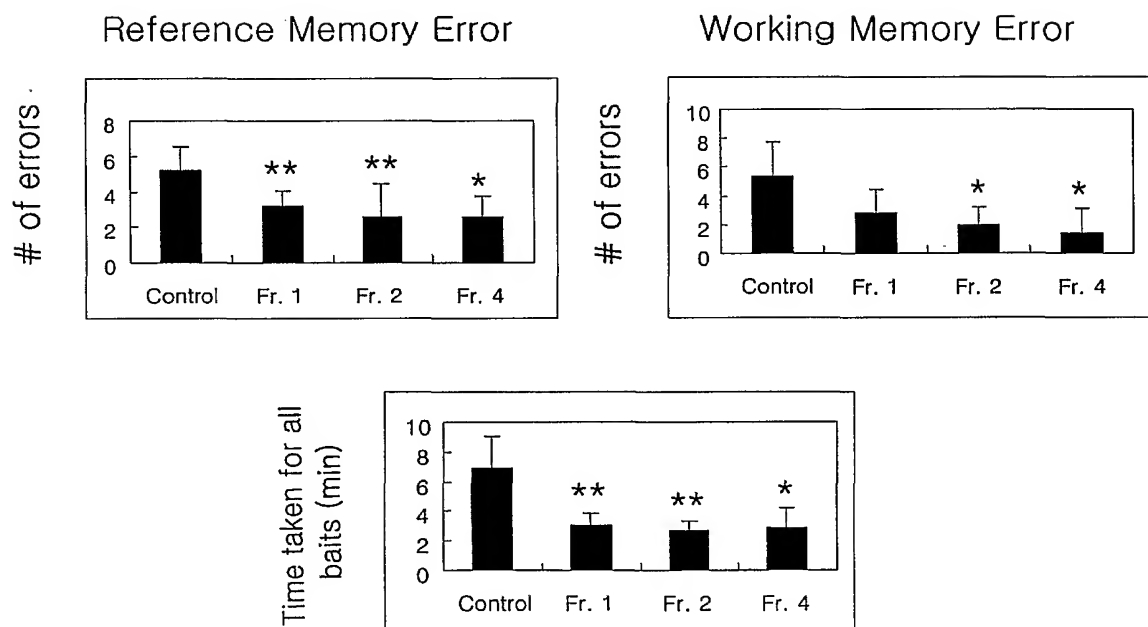 Reference Memory Error
# of errors
8
6
4
2
0
** ** *
Control Fr. 1 Fr. 2 Fr. 4
Working Memory Error
# of errors
10
8
6
4
2
0
* *
Control Fr. 1 Fr. 2 Fr. 4
Time taken for all
baits (min)
10
8
6
4
2
0
** ** *
Control Fr. 1 Fr. 2 Fr. 4